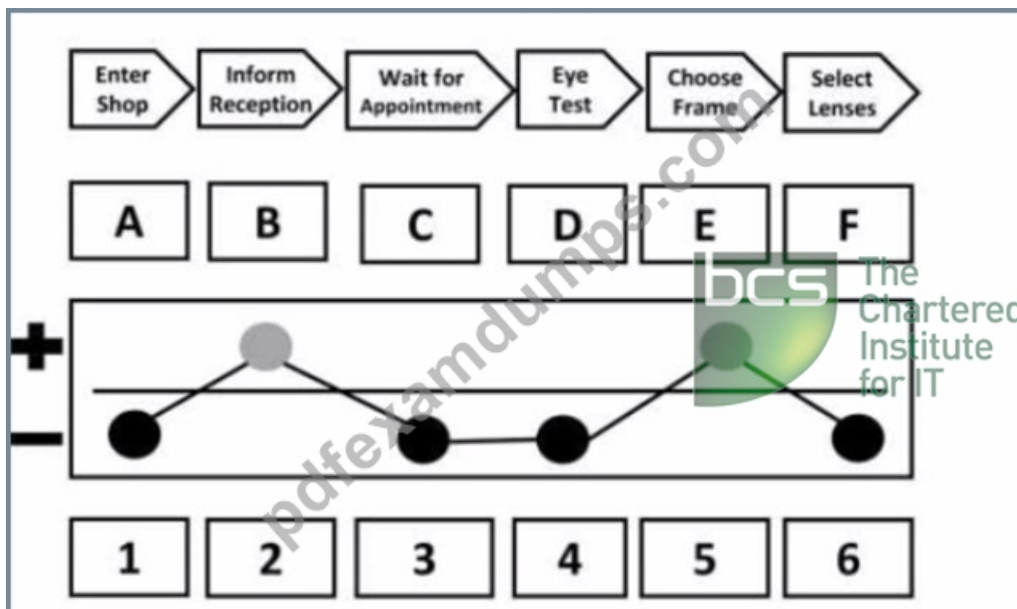 Enter
Shop
Inform
Reception
Wait for
Appointment
Eye
Test
Choose
Frame
Select
Lenses
A
B
C
D
E
F
bcs
The
Chartered
Institute
for IT
+
−
1
2
3
4
5
6
pdfexamdumps.com